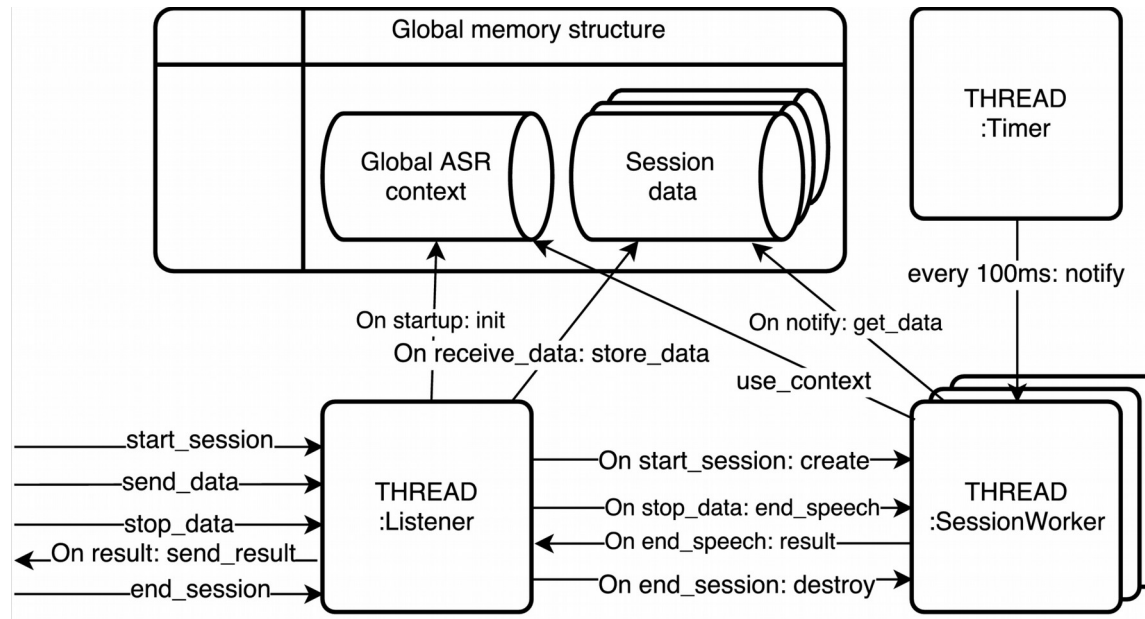 Global memory structure
THREAD
:Timer
Global ASR
context
Session
data
every 100ms: notify
On startup: init
On notify: get_data
On receive_data: store_data
use_context
start_session
send_data
stop_data
On result: send_result
end_session
THREAD
:Listener
On start_session: create
On stop_data: end_speech
On end_speech: result
On end_session: destroy
THREAD
:SessionWorker